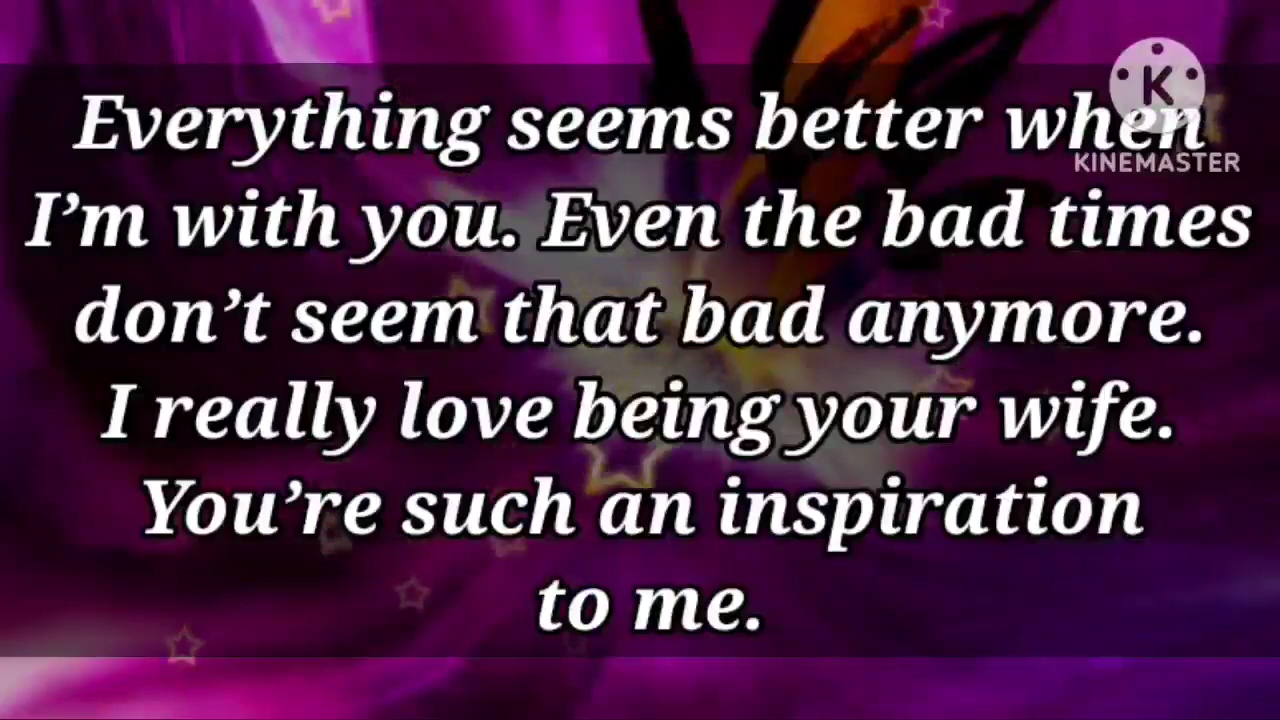 Everything seems better when
K
KINEMASTER
I’m with you. Even the bad times
don’t seem that bad anymore.
I really love being your wife.
You’re such an inspiration
to me.